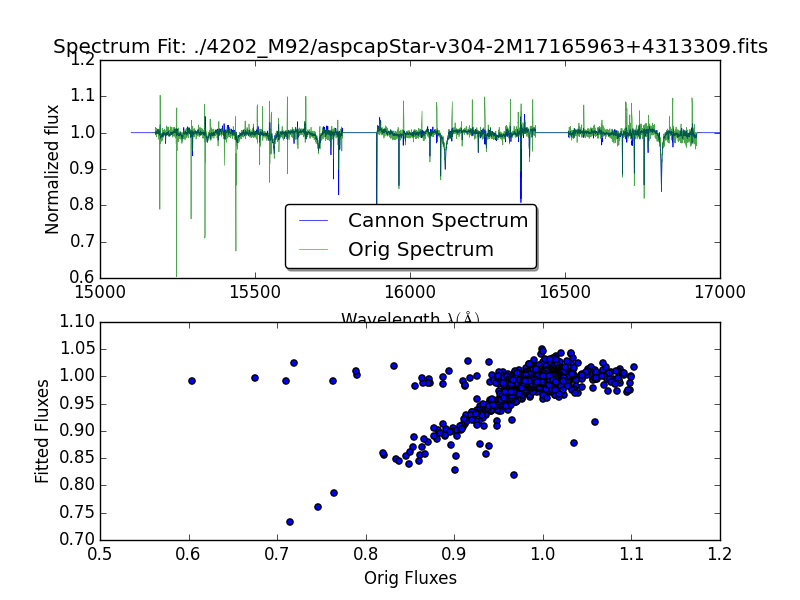 Spectrum Fit: ./4202_M92/aspcapStar-v304-2M17165963+4313309.fits
1.2
1.1
1.0
0.9
0.8
0.7
0.6
Normalized flux
Cannon Spectrum
Orig Spectrum
15000 15500 16000 16500 17000
Wavelength λ(Å)
1.10
1.05
1.00
0.95
0.90
0.85
0.80
0.75
0.70
Fitted Fluxes
0.5 0.6 0.7 0.8 0.9 1.0 1.1 1.2
Orig Fluxes